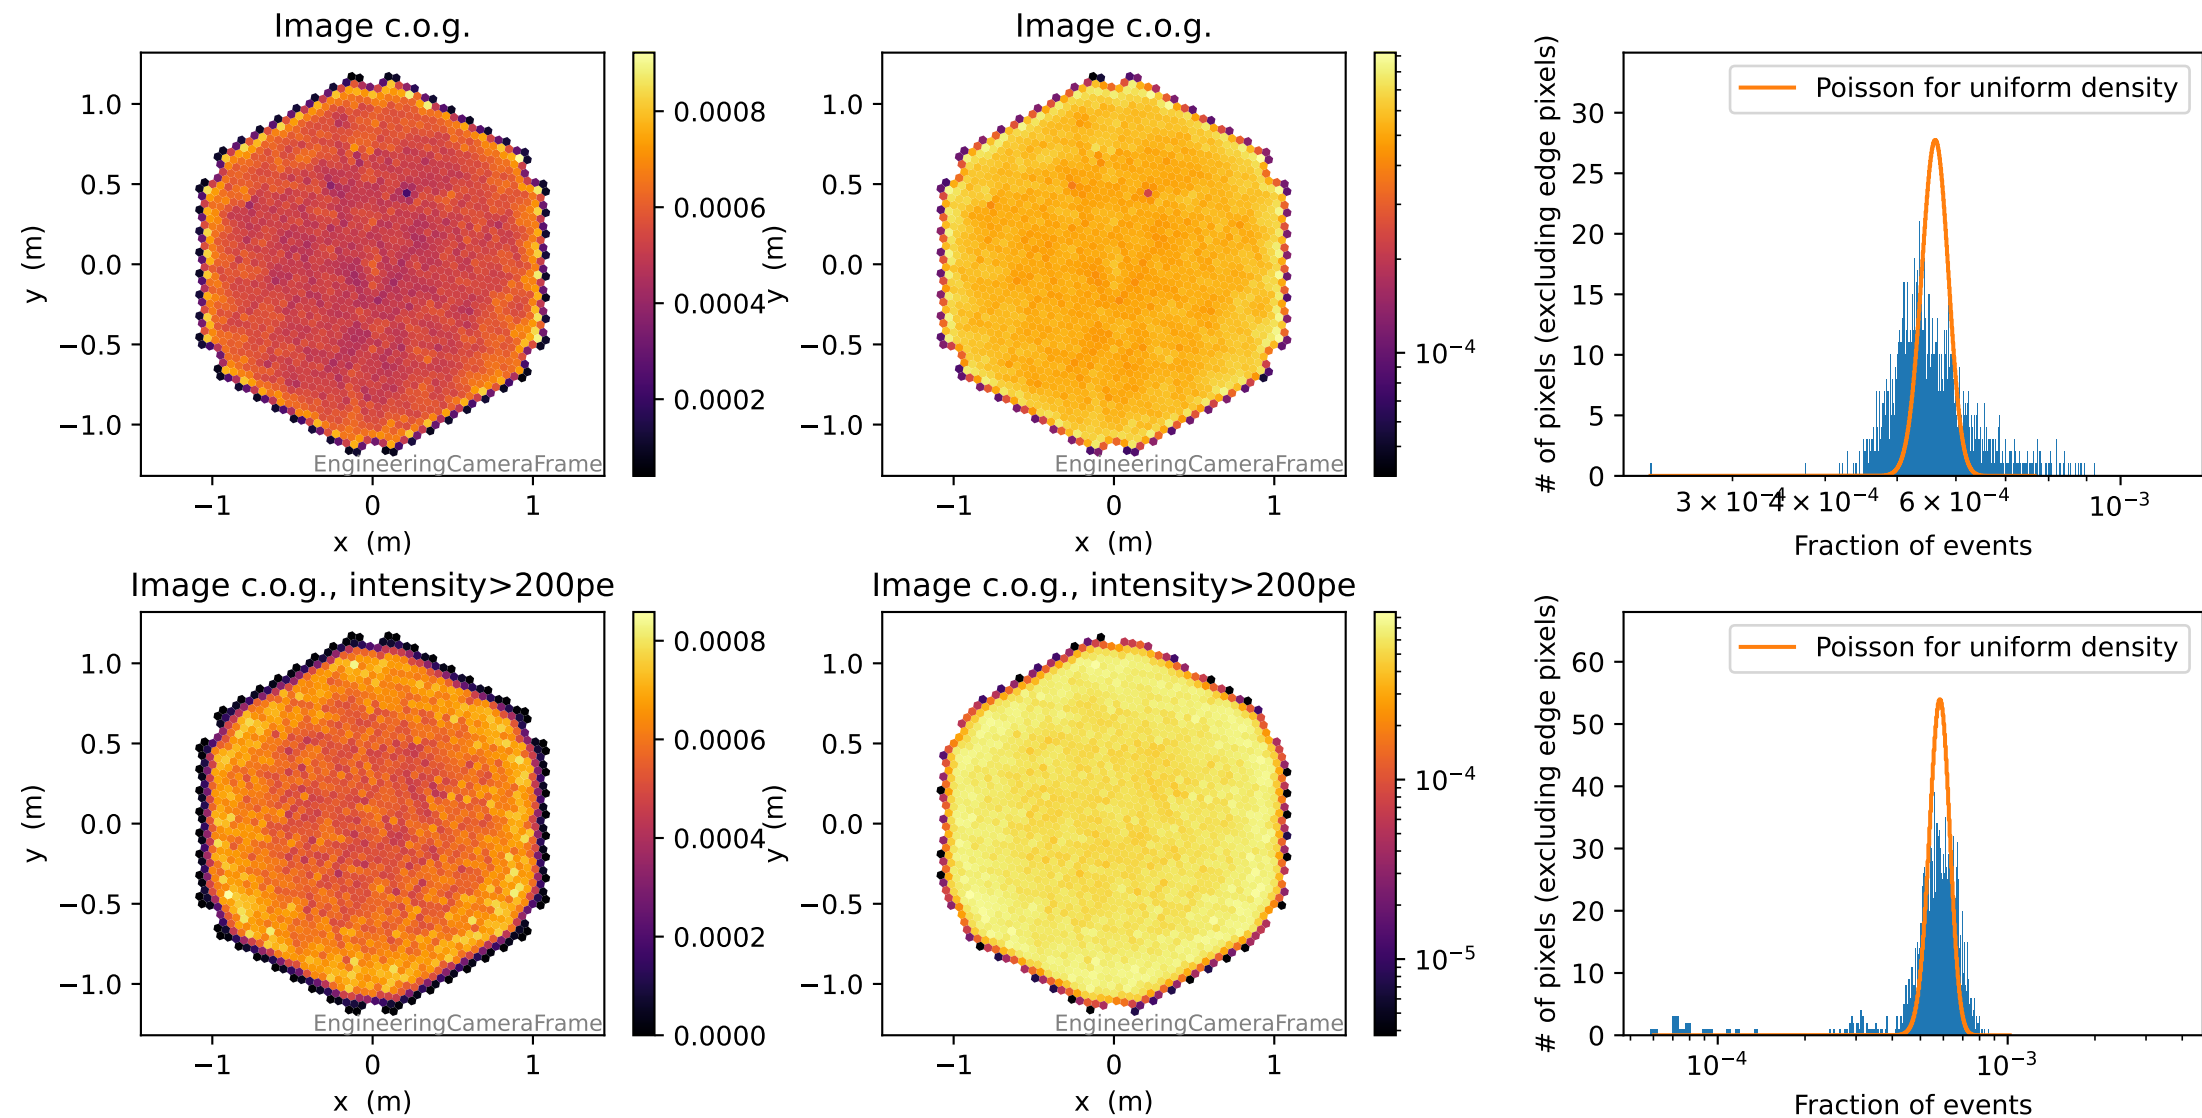 Image c.o.g.
1.0
0.5
0.0
−0.5
−1.0
y (m)
−1
0
1
x (m)
EngineeringCameraFrame
0.0008
0.0006
0.0004
0.0002
Image c.o.g.
1.0
0.5
0.0
−0.5
−1.0
y (m)
−1
0
1
x (m)
EngineeringCameraFrame
10⁻⁴
# of pixels (excluding edge pixels)
30
25
20
15
10
5
0
Poisson for uniform density
3 × 10⁻⁴
4 × 10⁻⁴
6 × 10⁻⁴
10⁻³
Fraction of events
Image c.o.g., intensity>200pe
1.0
0.5
0.0
−0.5
−1.0
y (m)
−1
0
1
x (m)
EngineeringCameraFrame
0.0008
0.0006
0.0004
0.0002
0.0000
Image c.o.g., intensity>200pe
1.0
0.5
0.0
−0.5
−1.0
y (m)
−1
0
1
x (m)
EngineeringCameraFrame
10⁻⁴
10⁻⁵
# of pixels (excluding edge pixels)
60
50
40
30
20
10
0
Poisson for uniform density
10⁻⁴
10⁻³
Fraction of events